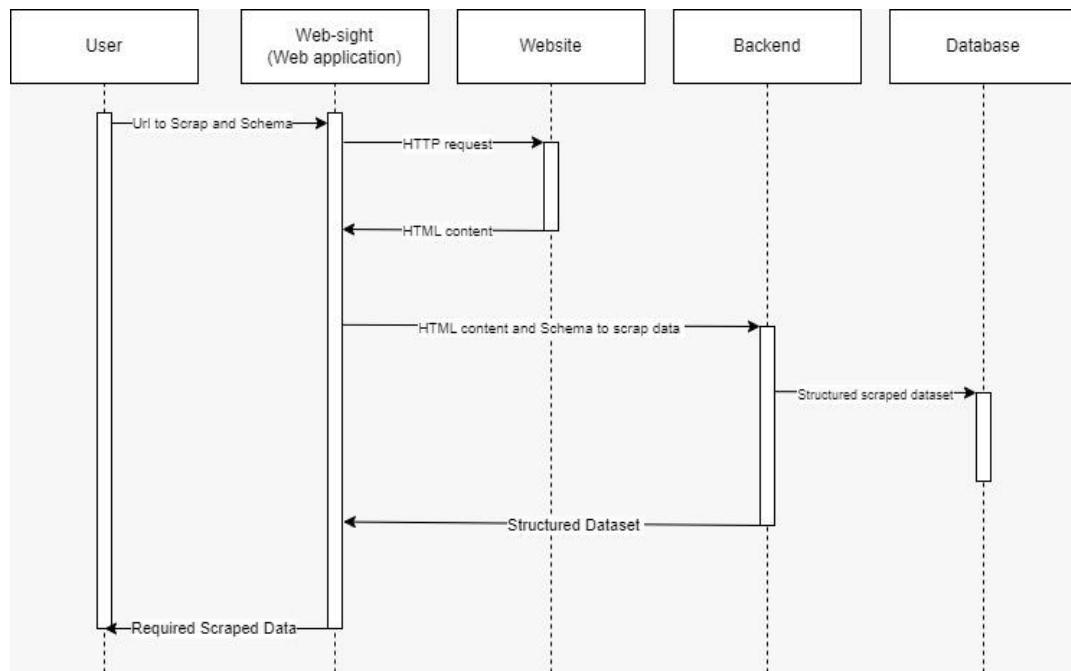 User
Web-sight
(Web application)
Website
Backend
Database
Url to Scrap and Schema
HTTP request
HTML content
HTML content and Schema to scrap data
Structured scraped dataset
Structured Dataset
Required Scraped Data